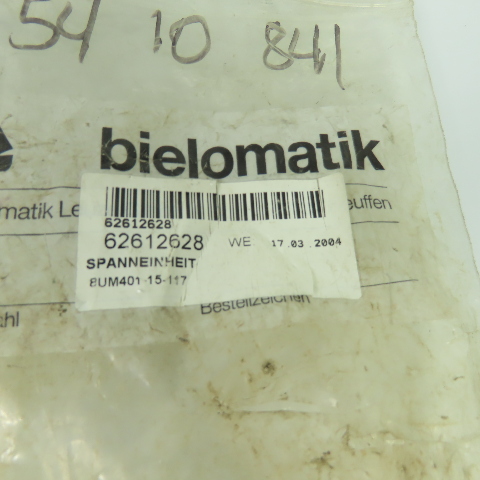 54 10 841
bielomatik
matik Le
euffen
62612628
62612628 WE 17.03.2004
SPANNEINHEIT
8UM401-15-117
Bestellzeichen
hl